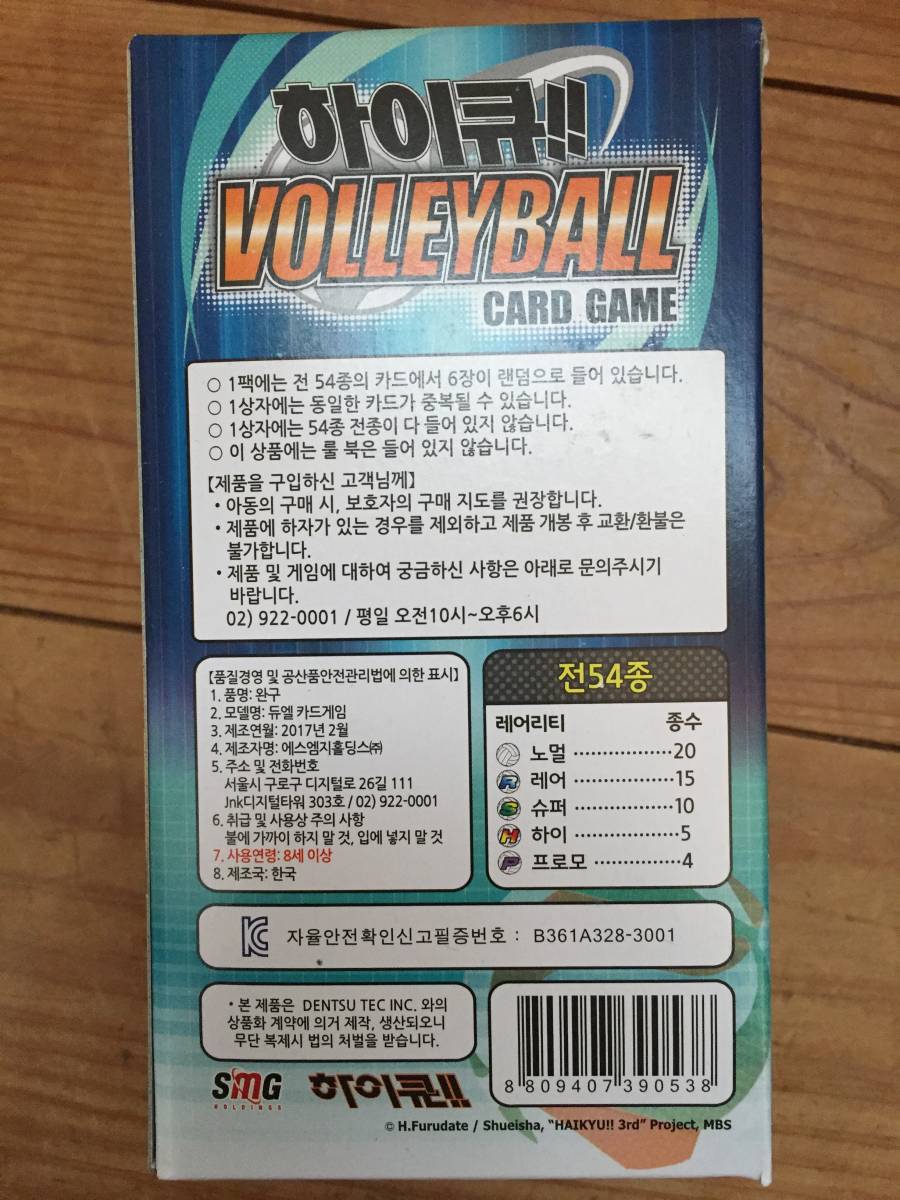 하이큐!!
VOLLEYBALL
CARD GAME
○ 1팩에는 전 54종의 카드에서 6장이 랜덤으로 들어 있습니다.
○ 1상자에는 동일한 카드가 중복될 수 있습니다.
○ 1상자에는 54종 전종이 다 들어 있지 않습니다.
○ 이 상품에는 룰 북은 들어 있지 않습니다.
【제품을 구입하신 고객님께】
・아동의 구매 시, 보호자의 구매 지도를 권장합니다.
・제품에 하자가 있는 경우를 제외하고 제품 개봉 후 교환/환불은
불가합니다.
・제품 및 게임에 대하여 궁금하신 사항은 아래로 문의주시기
바랍니다.
02) 922-0001 / 평일 오전10시~오후6시
【품질경영 및 공산품안전관리법에 의한 표시】
1. 품명: 완구
2. 모델명: 듀엘 카드게임
3. 제조연월: 2017년 2월
4. 제조자명: 에스엠지홀딩스㈜
5. 주소 및 전화번호
서울시 구로구 디지털로 26길 111
Jnk디지털타워 303호 / 02) 922-0001
6. 취급 및 사용상 주의 사항
불에 가까이 하지 말 것, 입에 넣지 말 것
7. 사용연령: 8세 이상
8. 제조국: 한국
전54종
레어리티 종수
노멀 ·················· 20
R 레어 ·················· 15
S 슈퍼 ·················· 10
H 하이 ·················· 5
P 프로모 ··············· 4
자율안전확인신고필증번호 : B361A328-3001
・본 제품은 DENTSU TEC INC. 와의
상품화 계약에 의거 제작, 생산되오니
무단 복제시 법의 처벌을 받습니다.
8 809407 390538
SMG
HOLDINGS
하이큐!!
© H.Furudate / Shueisha, "HAIKYU!! 3rd" Project, MBS